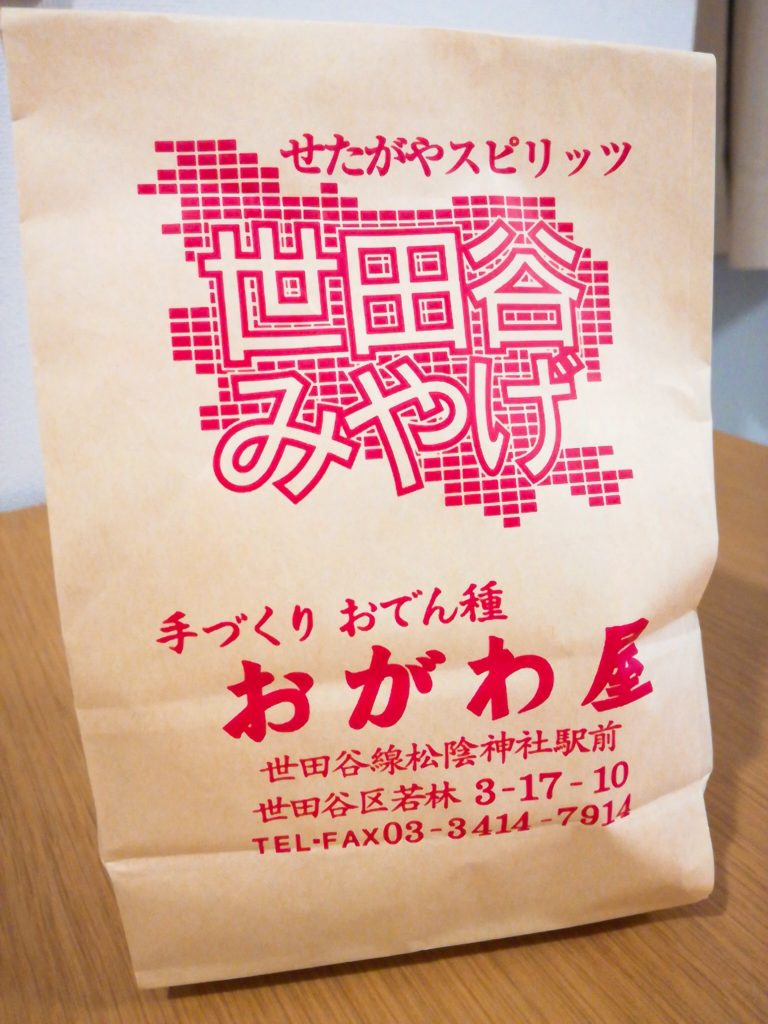 せたがやスピリッツ
世田谷
みやげ
手づくり おでん種
おがわ屋
世田谷線松陰神社駅前
世田谷区若林 3-17-10
TEL・FAX03-3414-7914